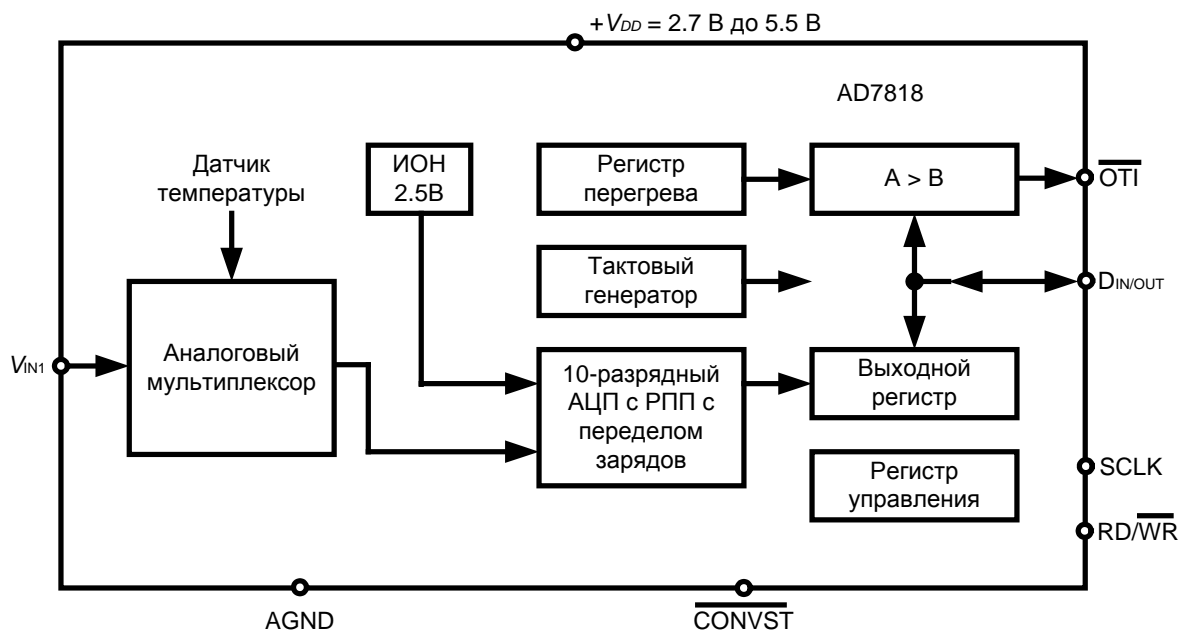 +VDD = 2.7 В до 5.5 В
AD7818
Датчик
температуры
ИОН
2.5В
Регистр
перегрева
A > B
OTI
Тактовый
генератор
DIN/OUT
VIN1
Аналоговый
мультиплексор
10-разрядный
АЦП с РПП с
переделом
зарядов
Выходной
регистр
Регистр
управления
SCLK
RD/WR
AGND
CONVST